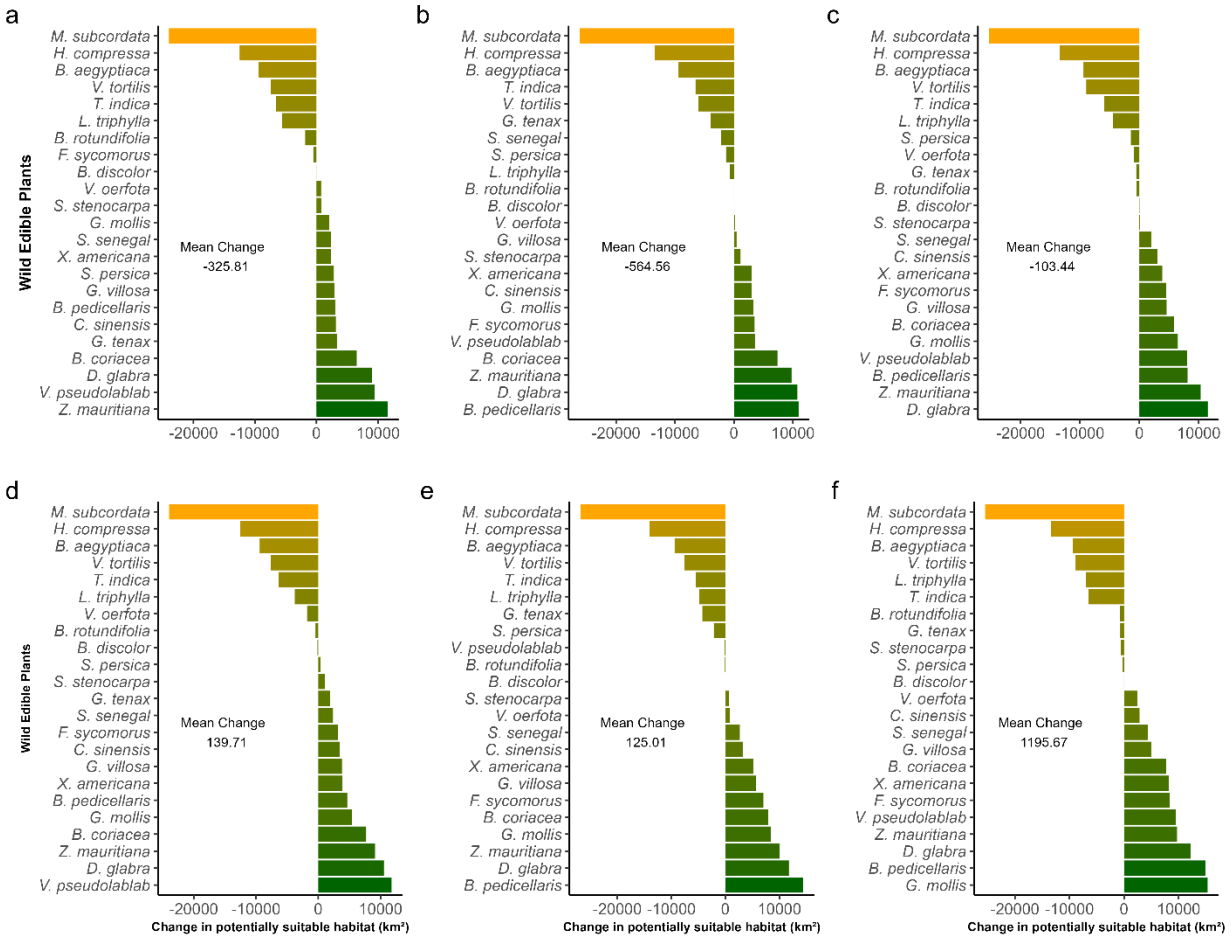 a
Wild Edible Plants
M. subcordata
H. compressa
B. aegyptiaca
V. tortilis
T. indica
L. triphylla
B. rotundifolia
F. sycomorus
B. discolor
V. oerfota
S. stenocarpa
G. mollis
S. senegal
X. americana
S. persica
G. villosa
B. pedicellaris
C. sinensis
G. tenax
B. coriacea
D. glabra
V. pseudolablab
Z. mauritiana
Mean Change
-325.81
-20000 -10000 0 10000
b
M. subcordata
H. compressa
B. aegyptiaca
T. indica
V. tortilis
G. tenax
S. senegal
S. persica
L. triphylla
B. rotundifolia
B. discolor
V. oerfota
G. villosa
S. stenocarpa
X. americana
C. sinensis
G. mollis
F. sycomorus
V. pseudolablab
B. coriacea
Z. mauritiana
D. glabra
B. pedicellaris
Mean Change
-564.56
-20000 -10000 0 10000
c
M. subcordata
H. compressa
B. aegyptiaca
V. tortilis
T. indica
L. triphylla
S. persica
V. oerfota
G. tenax
B. rotundifolia
B. discolor
S. stenocarpa
S. senegal
C. sinensis
X. americana
F. sycomorus
G. villosa
B. coriacea
G. mollis
V. pseudolablab
B. pedicellaris
Z. mauritiana
D. glabra
Mean Change
-103.44
-20000 -10000 0 10000
d
Wild Edible Plants
M. subcordata
H. compressa
B. aegyptiaca
V. tortilis
T. indica
L. triphylla
V. oerfota
B. rotundifolia
B. discolor
S. persica
S. stenocarpa
G. tenax
S. senegal
F. sycomorus
C. sinensis
G. villosa
X. americana
B. pedicellaris
G. mollis
B. coriacea
Z. mauritiana
D. glabra
V. pseudolablab
Mean Change
139.71
-20000 -10000 0 10000
Change in potentially suitable habitat (km²)
e
M. subcordata
H. compressa
B. aegyptiaca
V. tortilis
T. indica
L. triphylla
G. tenax
S. persica
V. pseudolablab
B. rotundifolia
B. discolor
S. stenocarpa
V. oerfota
S. senegal
C. sinensis
X. americana
G. villosa
F. sycomorus
B. coriacea
G. mollis
Z. mauritiana
D. glabra
B. pedicellaris
Mean Change
125.01
-20000 -10000 0 10000
Change in potentially suitable habitat (km²)
f
M. subcordata
H. compressa
B. aegyptiaca
V. tortilis
L. triphylla
T. indica
B. rotundifolia
G. tenax
S. stenocarpa
S. persica
B. discolor
V. oerfota
C. sinensis
S. senegal
G. villosa
B. coriacea
X. americana
F. sycomorus
V. pseudolablab
Z. mauritiana
D. glabra
B. pedicellaris
G. mollis
Mean Change
1195.67
-20000 -10000 0 10000
Change in potentially suitable habitat (km²)